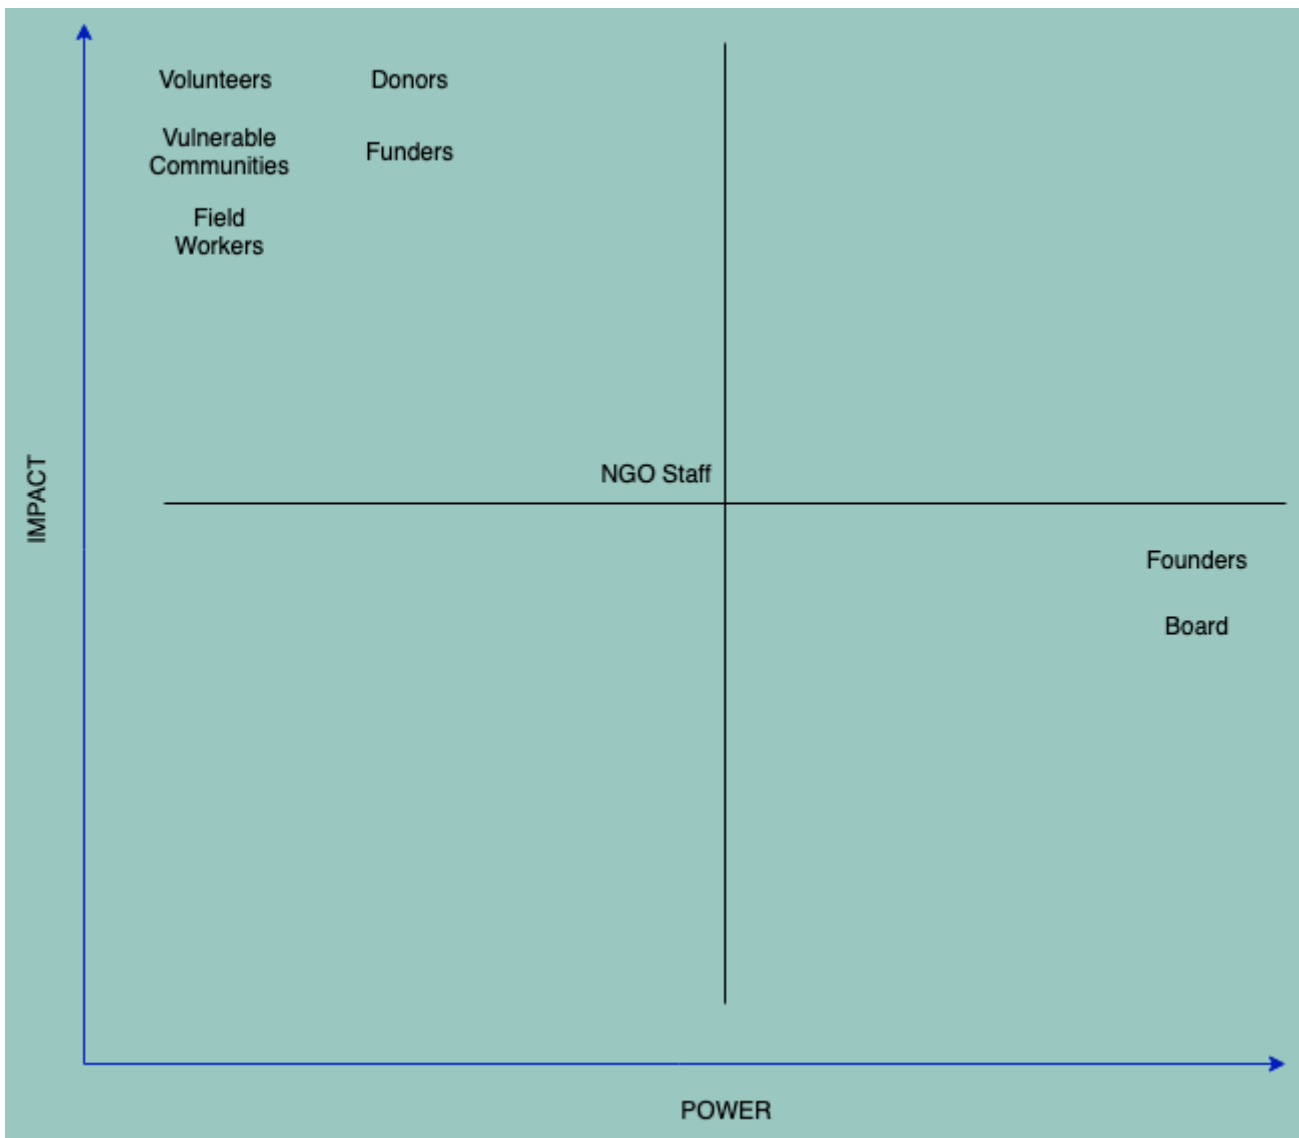 Volunteers
Donors
Vulnerable
Communities
Funders
Field
Workers
IMPACT
NGO Staff
Founders
Board
POWER